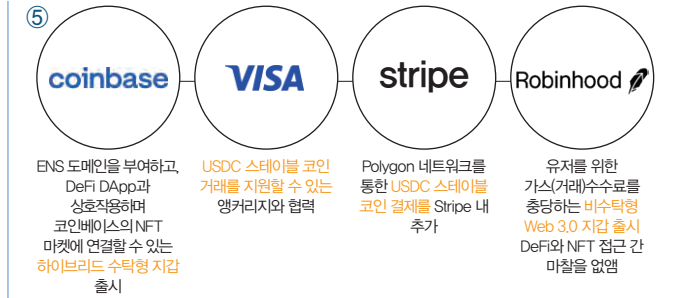 ⑤
coinbase
VISA
stripe
Robinhood
ENS 도메인을 부여하고,
DeFi DApp과
상호작용하며
코인베이스의 NFT
마켓에 연결할 수 있는
하이브리드 수탁형 지갑
출시
USDC 스테이블 코인
거래를 지원할 수 있는
앵커리지와 협력
Polygon 네트워크를
통한 USDC 스테이블
코인 결제를 Stripe 내
추가
유저를 위한
가스(거래)수수료를
충당하는 비수탁형
Web 3.0 지갑 출시
DeFi와 NFT 접근 간
마찰을 없앰